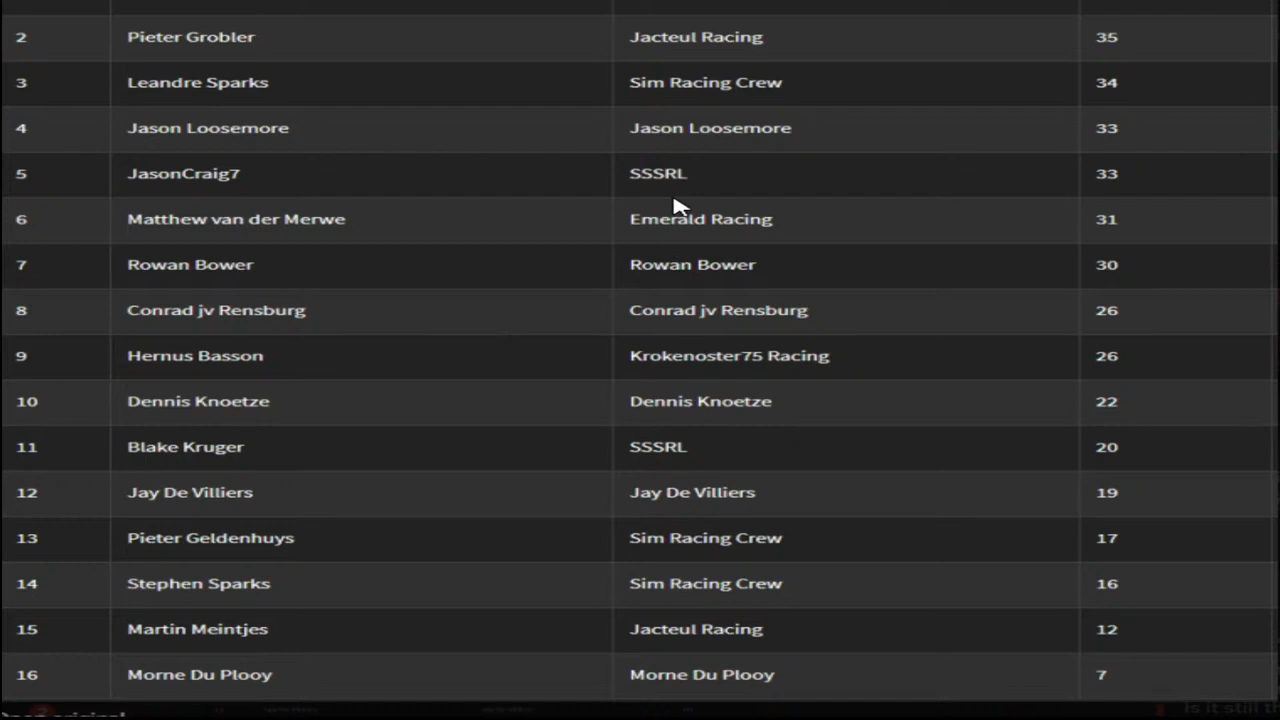 2 Pieter Grobler Jacteul Racing 35
3 Leandre Sparks Sim Racing Crew 34
4 Jason Loosemore Jason Loosemore 33
5 JasonCraig7 SSSRL 33
6 Matthew van der Merwe Emerald Racing 31
7 Rowan Bower Rowan Bower 30
8 Conrad jv Rensburg Conrad jv Rensburg 26
9 Hernus Basson Krokenoster75 Racing 26
10 Dennis Knoetze Dennis Knoetze 22
11 Blake Kruger SSSRL 20
12 Jay De Villiers Jay De Villiers 19
13 Pieter Geldenhuys Sim Racing Crew 17
14 Stephen Sparks Sim Racing Crew 16
15 Martin Meintjes Jacteul Racing 12
16 Morne Du Plooy Morne Du Plooy 7
Is it still